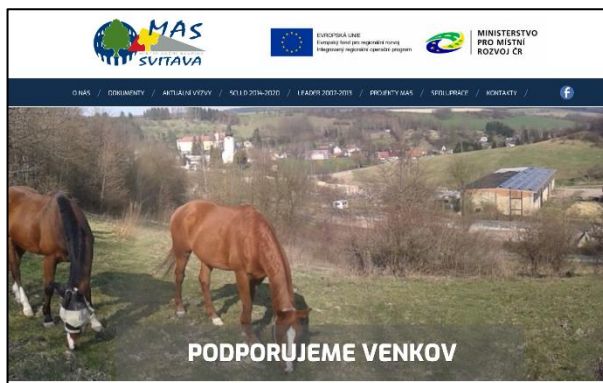 MAS
SVITAVA
EVROPSKÁ UNIE
Evropský fond pro regionální rozvoj
Integrovaný regionální operační program
MINISTERSTVO
PRO MÍSTNÍ
ROZVOJ ČR
O NÁS / DOKUMENTY / AKTUÁLNÍ VÝZVY / SCLLD 2014-2020 / LEADER 2007-2013 / PROJEKTY MAS / SPOLUPRÁCE / KONTAKTY /
f
PODPORUJEME VENKOV